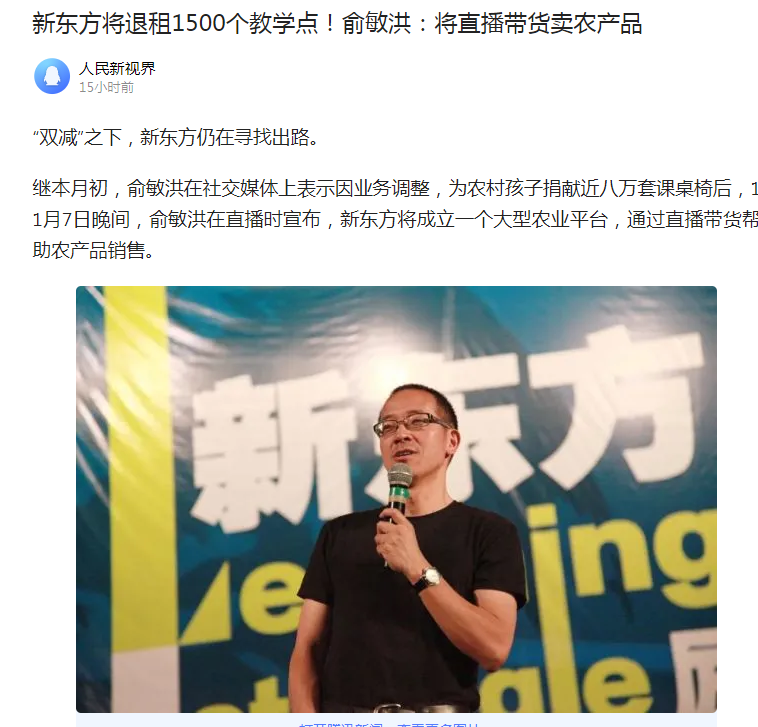 新东方将退租1500个教学点！俞敏洪：将直播带货卖农产品
人民新视界
15小时前
“双减”之下，新东方仍在寻找出路。
继本月初，俞敏洪在社交媒体上表示因业务调整，为农村孩子捐献近八万套课桌椅后，1
1月7日晚间，俞敏洪在直播时宣布，新东方将成立一个大型农业平台，通过直播带货帮
助农产品销售。
新东方
ing